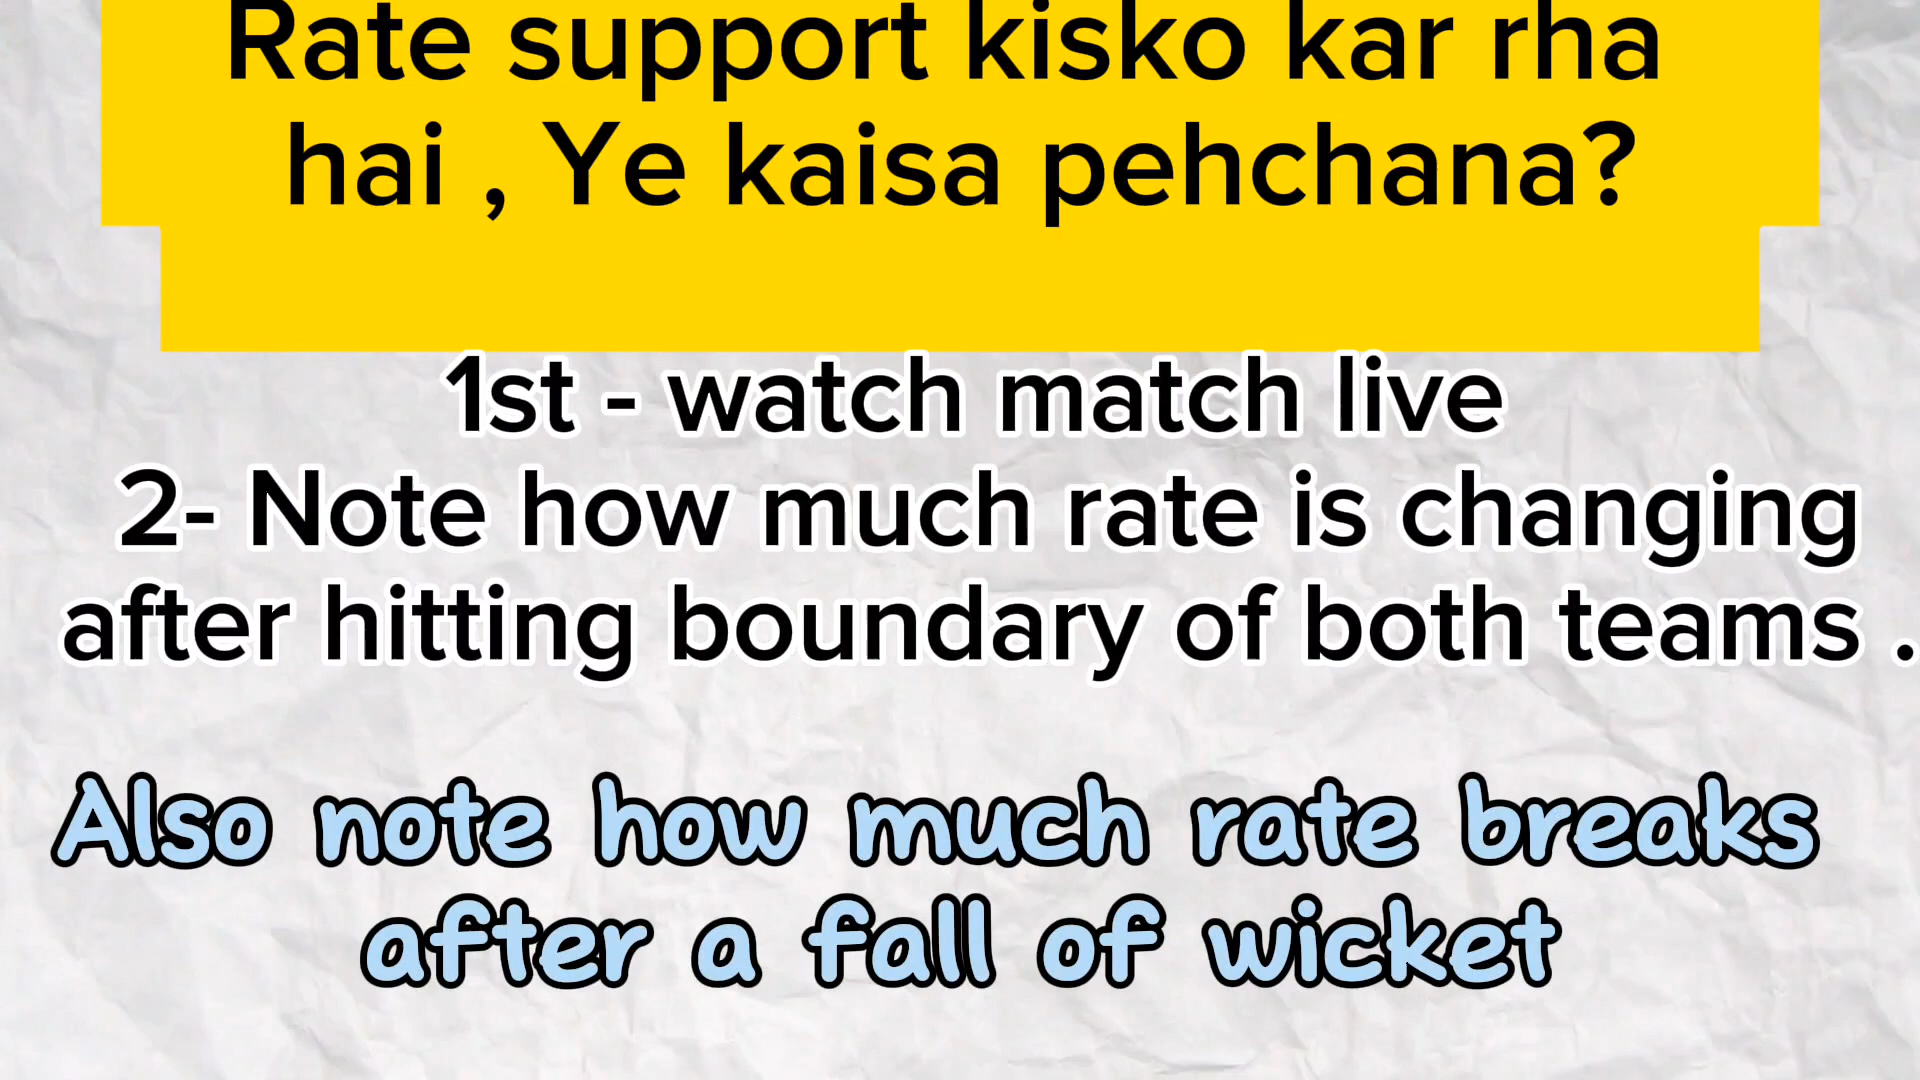 Rate support kisko kar rha
hai , Ye kaisa pehchana?
1st - watch match live
2- Note how much rate is changing
after hitting boundary of both teams .
Also note how much rate breaks
after a fall of wicket